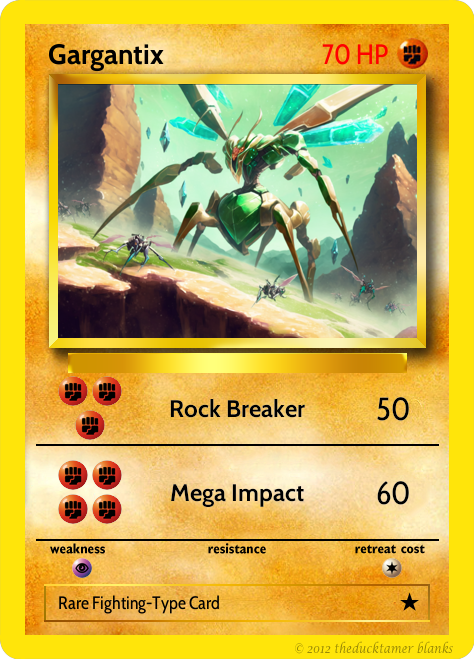 Gargantix 70 HP
Rock Breaker 50
Mega Impact 60
weakness resistance retreat cost
Rare Fighting-Type Card
© 2012 theducktamer blanks